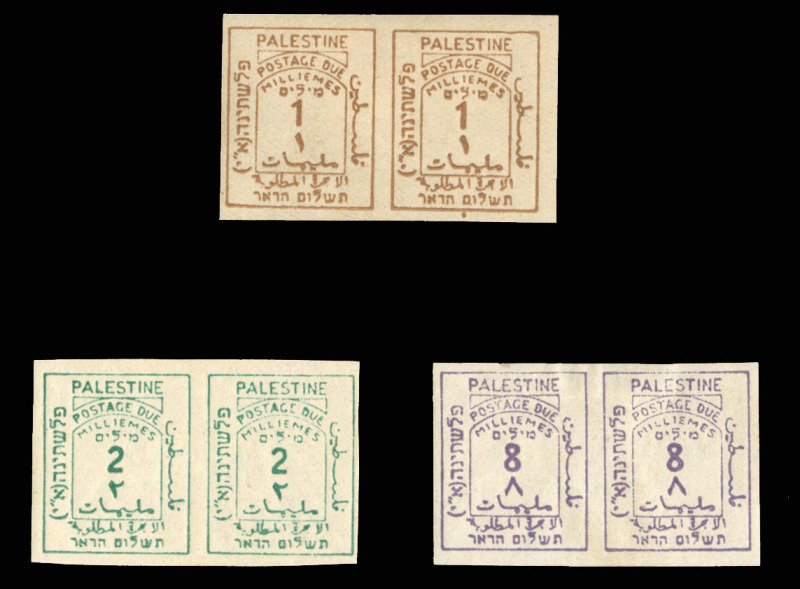 PALESTINE
POSTAGE DUE
MILLIEMES
מילים
1
١
مليمات
פלשתינה (א״י)
فلسطين
الاجرة المطلوبة
תשלום הדאר
PALESTINE
POSTAGE DUE
MILLIEMES
מילים
1
١
مليمات
פלשתינה (א״י)
فلسطين
الاجرة المطلوبة
תשלום הדאר
PALESTINE
POSTAGE DUE
MILLIEMES
מילים
2
٢
مليمات
פלשתינה (א״י)
فلسطين
الاجرة المطلوبة
תשלום הדאר
PALESTINE
POSTAGE DUE
MILLIEMES
מילים
2
٢
مليمات
פלשתינה (א״י)
فلسطين
الاجرة المطلوبة
תשלום הדאר
PALESTINE
POSTAGE DUE
MILLIEMES
מילים
8
٨
مليمات
פלשתינה (א״י)
فلسطين
الاجرة المطلوبة
תשלום הדאר
PALESTINE
POSTAGE DUE
MILLIEMES
מילים
8
٨
مليمات
פלשתינה (א״י)
فلسطين
الاجرة المطلوبة
תשלום הדאר